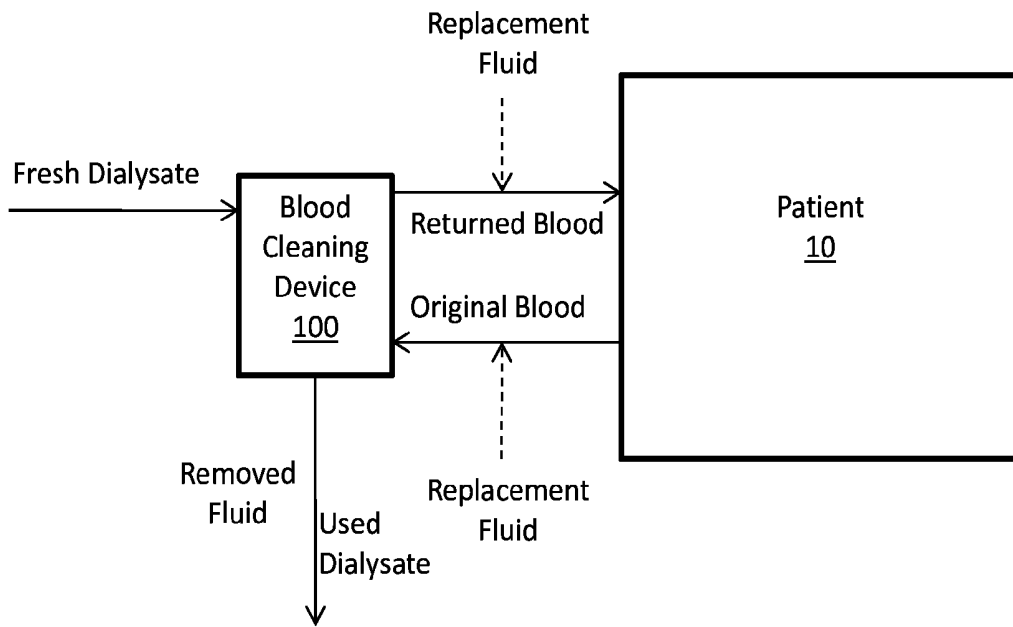 Replacement
Fluid
Fresh Dialysate
Blood
Cleaning
Device
100
Returned Blood
Original Blood
Patient
10
Removed
Fluid
Used
Dialysate
Replacement
Fluid